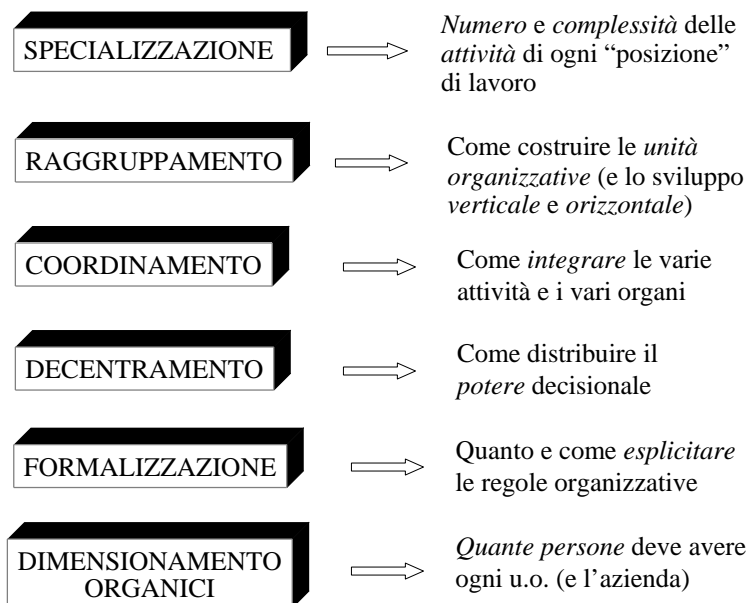 SPECIALIZZAZIONE
Numero e complessità delle
attività di ogni “posizione”
di lavoro
RAGGRUPPAMENTO
Come costruire le unità
organizzative (e lo sviluppo
verticale e orizzontale)
COORDINAMENTO
Come integrare le varie
attività e i vari organi
DECENTRAMENTO
Come distribuire il
potere decisionale
FORMALIZZAZIONE
Quanto e come esplicitare
le regole organizzative
DIMENSIONAMENTO
ORGANICI
Quante persone deve avere
ogni u.o. (e l’azienda)